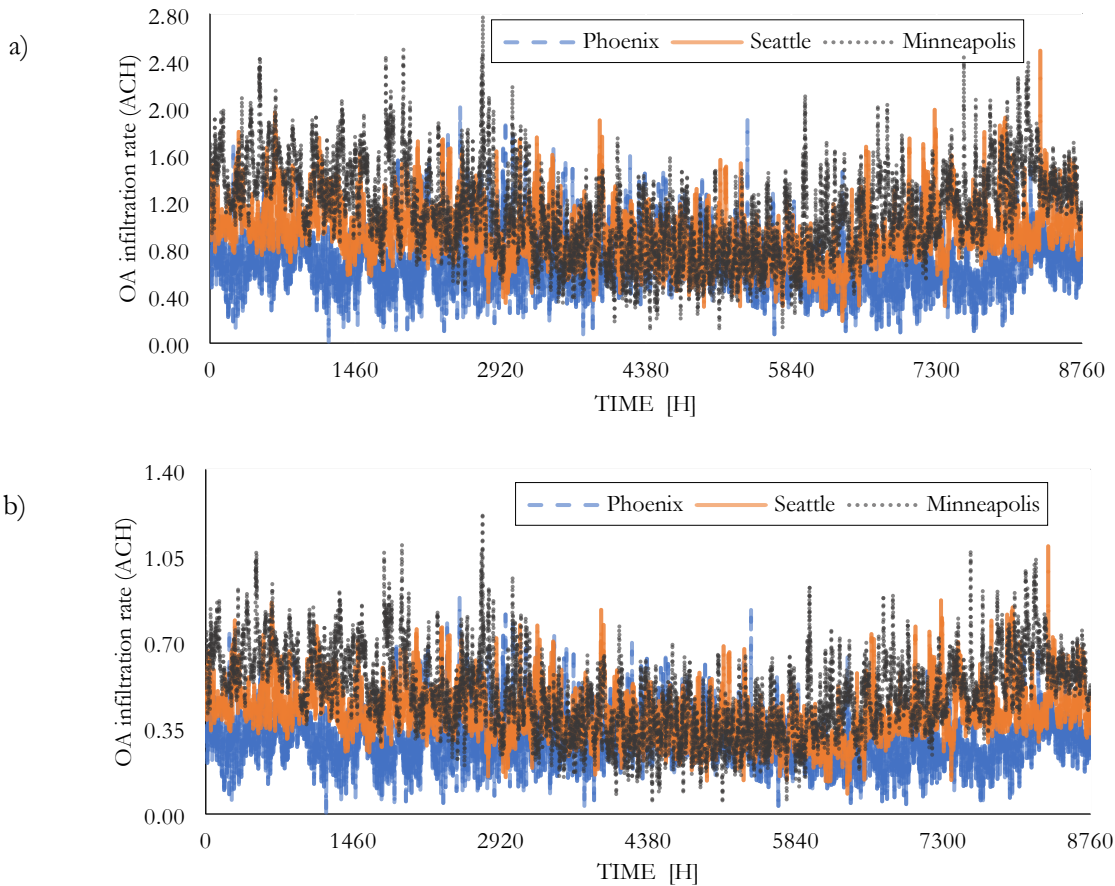 a)
OA infiltration rate (ACH)
2.80
2.40
2.00
1.60
1.20
0.80
0.40
0.00
Phoenix Seattle Minneapolis
0 1460 2920 4380 5840 7300 8760
TIME [H]
b)
OA infiltration rate (ACH)
1.40
1.05
0.70
0.35
0.00
Phoenix Seattle Minneapolis
0 1460 2920 4380 5840 7300 8760
TIME [H]